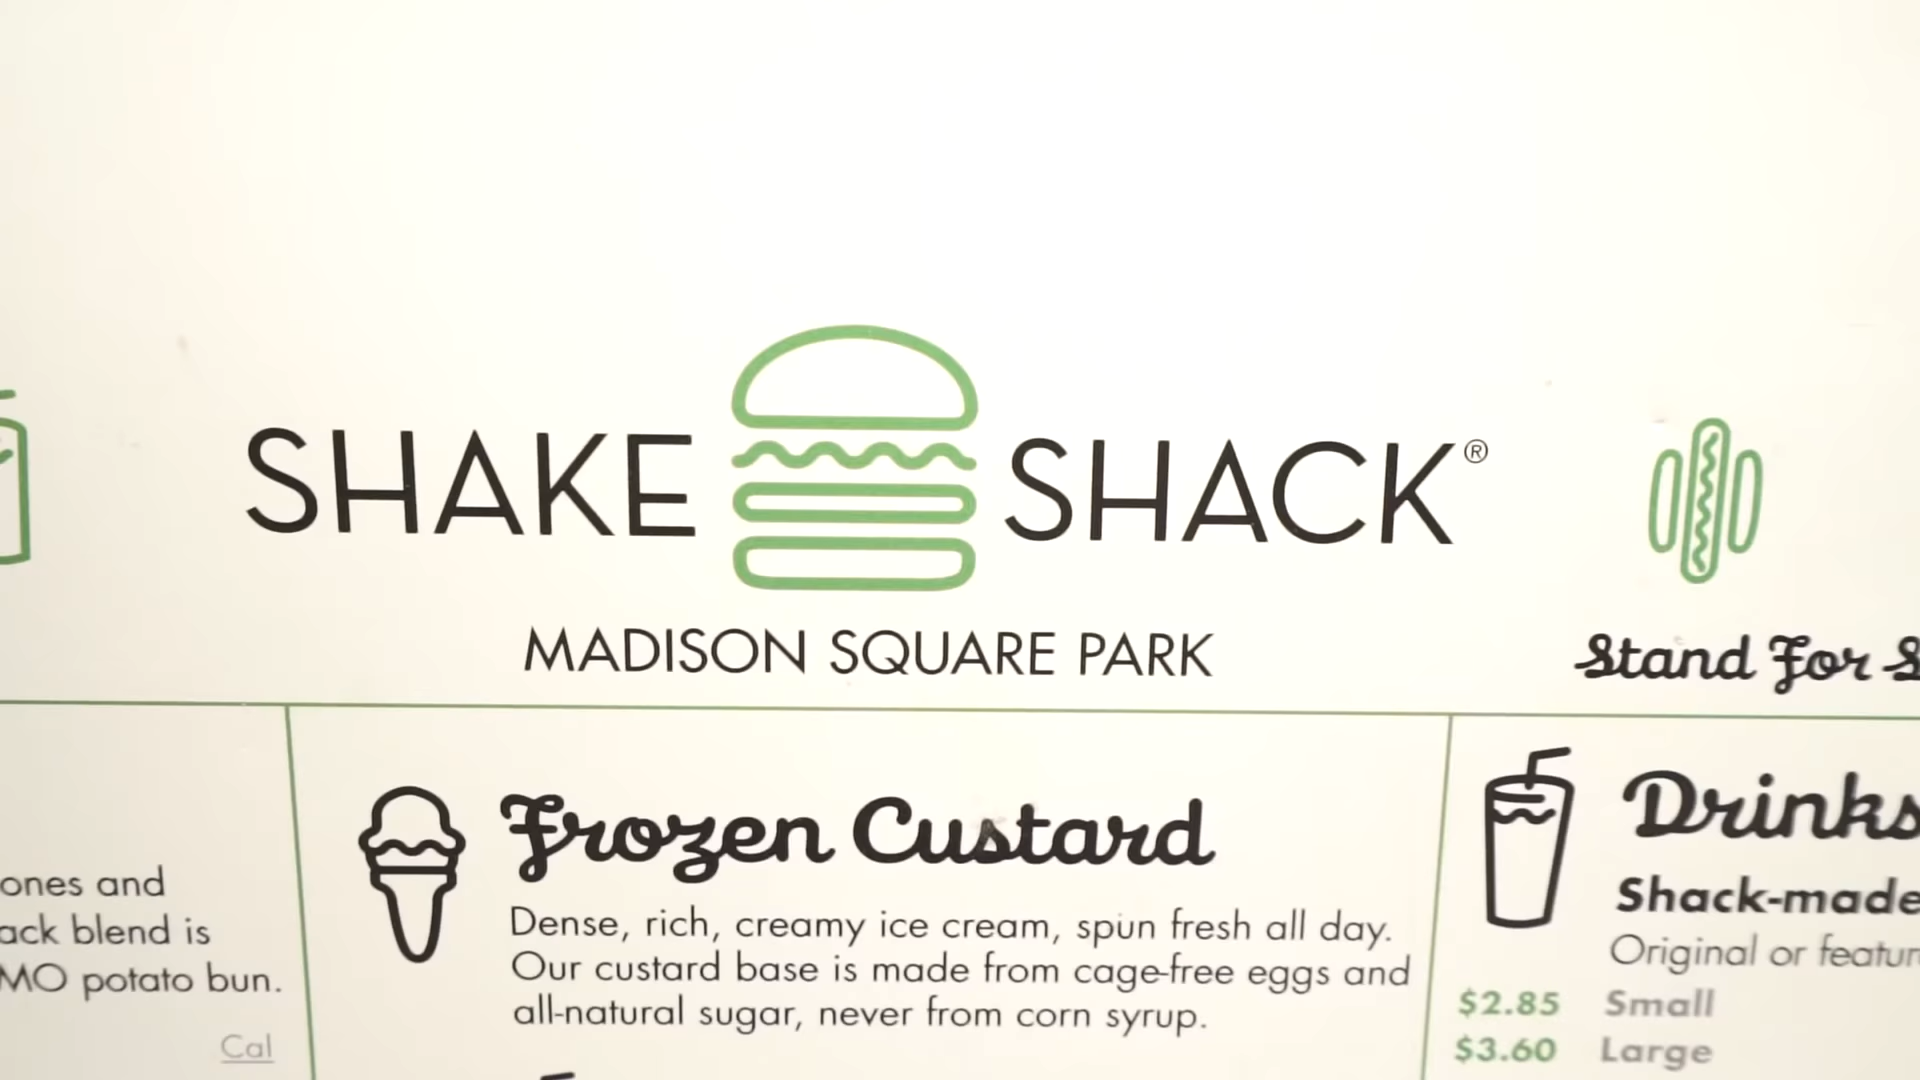 SHAKE SHACK®
MADISON SQUARE PARK
Stand For
ones and
ack blend is
MO potato bun.
Cal
Frozen Custard
Dense, rich, creamy ice cream, spun fresh all day.
Our custard base is made from cage-free eggs and
all-natural sugar, never from corn syrup.
Drinks
Shack-made
Original or featur
$2.85 Small
$3.60 Large